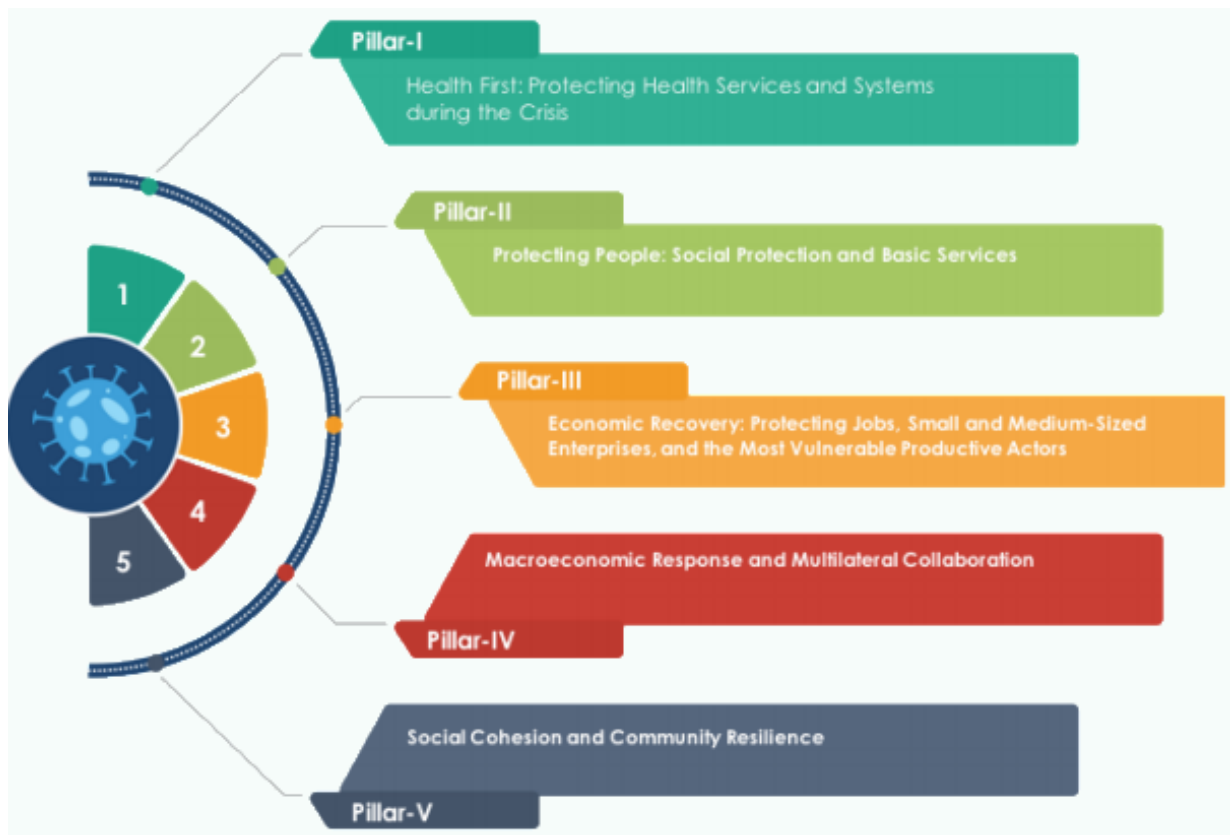 Pillar-I
Health First: Protecting Health Services and Systems
during the Crisis
Pillar-II
Protecting People: Social Protection and Basic Services
Pillar-III
Economic Recovery: Protecting Jobs, Small and Medium-Sized
Enterprises, and the Most Vulnerable Productive Actors
Macroeconomic Response and Multilateral Collaboration
Pillar-IV
Social Cohesion and Community Resilience
Pillar-V
1
2
3
4
5